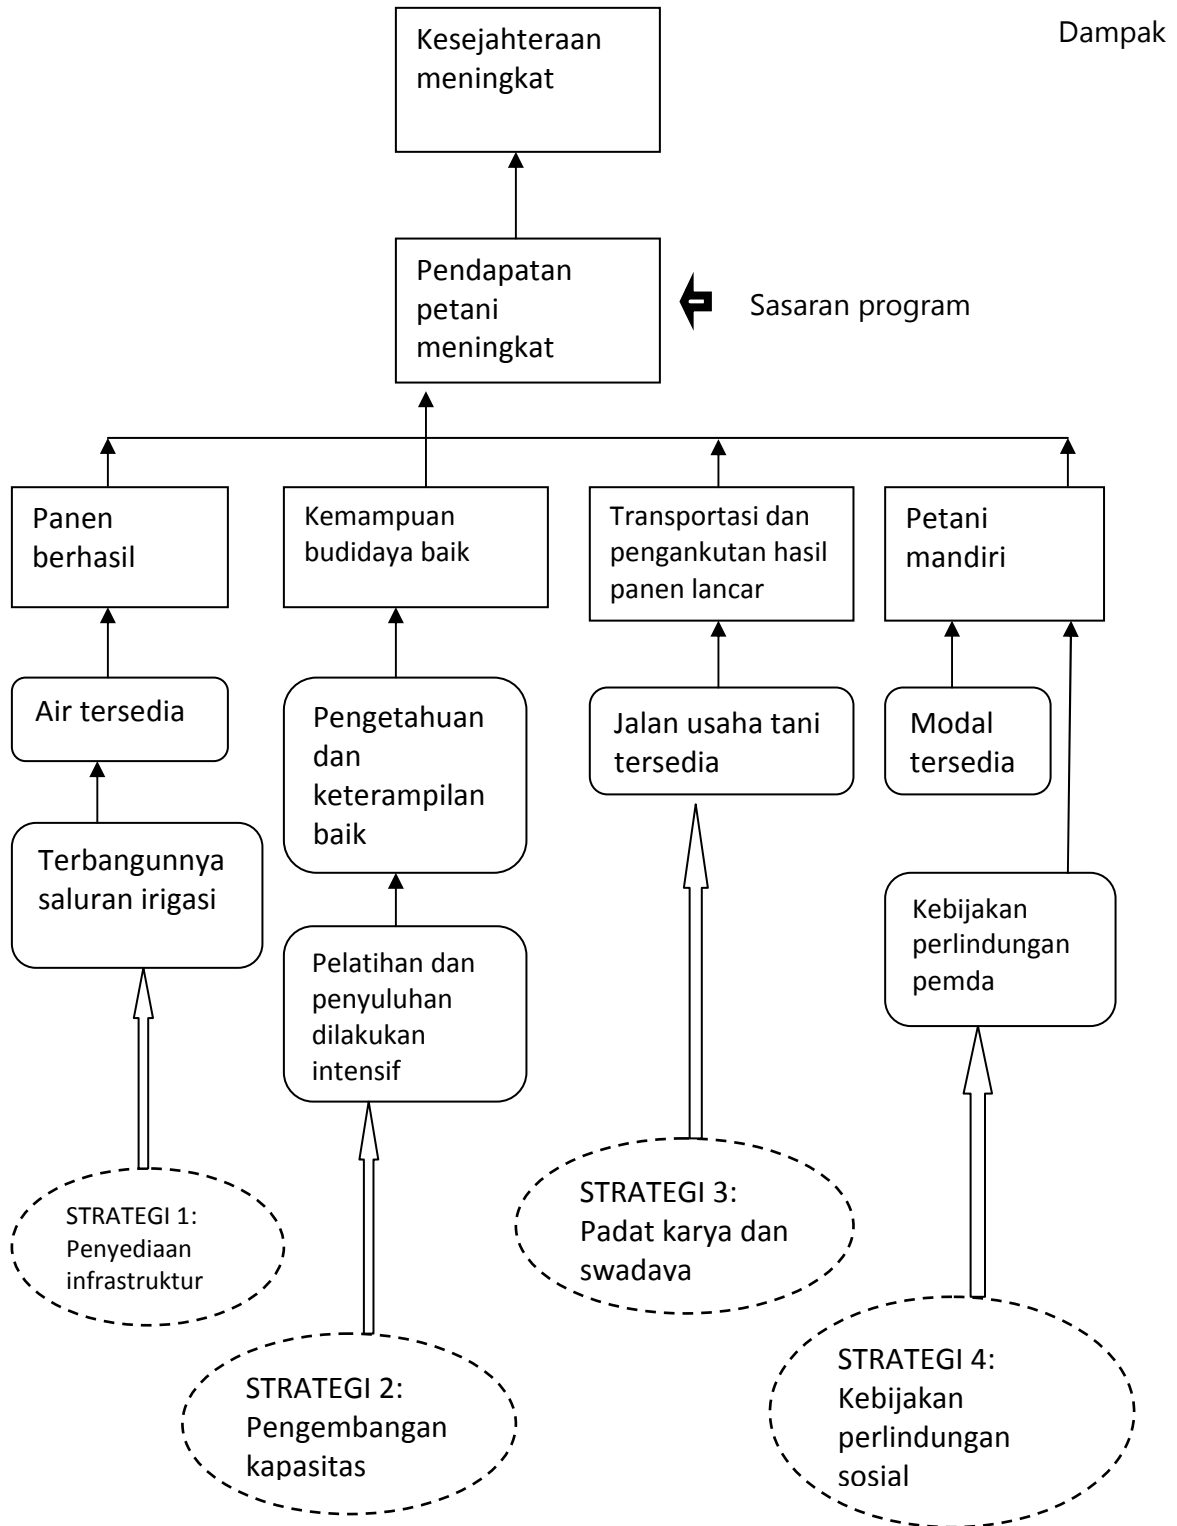 Kesejahteraan
meningkat
Dampak
Pendapatan
petani
meningkat
Sasaran program
Panen
berhasil
Kemampuan
budidaya baik
Transportasi dan
pengankutan hasil
panen lancar
Petani
mandiri
Air tersedia
Pengetahuan
dan
keterampilan
baik
Jalan usaha tani
tersedia
Modal
tersedia
Terbangunnya
saluran irigasi
Kebijakan
perlindungan
pemda
Pelatihan dan
penyuluhan
dilakukan
intensif
STRATEGI 1:
Penyediaan
infrastruktur
STRATEGI 2:
Pengembangan
kapasitas
STRATEGI 3:
Padat karya dan
swadava
STRATEGI 4:
Kebijakan
perlindungan
sosial